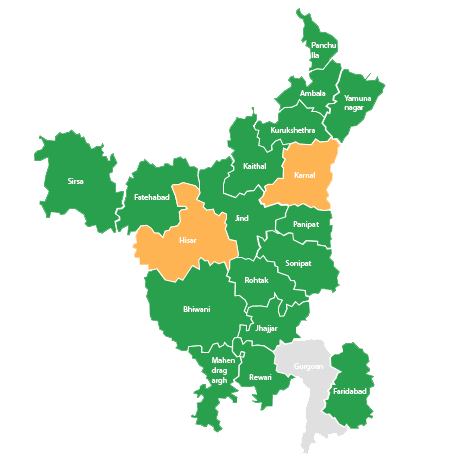 Panchu
lla
Ambala
Yamuna
nagar
Kurukshethra
Kaithal
Karnal
Sirsa
Fatehabad
Jind
Panipat
Hisar
Sonipat
Rohtak
Bhiwani
Jhajjar
Mahen
drag
argh
Rewari
Gurgoan
Faridabad